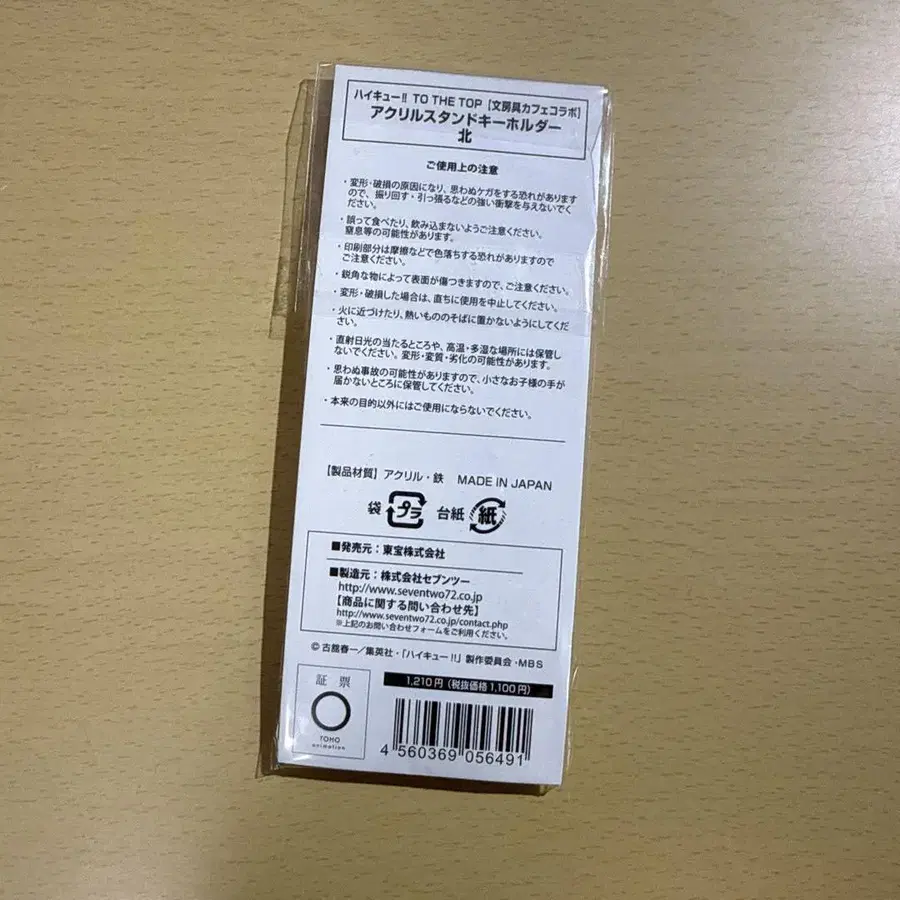 ハイキュー!! TO THE TOP【文房具カフェコラボ】
アクリルスタンドキーホルダー
北
ご使用上の注意
・変形・破損の原因になり、思わぬケガをする恐れがあります
ので、振り回す・引っ張るなどの強い衝撃を与えないでく
ださい。
・誤って食べたり、飲み込まないようご注意ください。
窒息等の可能性があります。
・印刷部分は摩擦などで色落ちする恐れがありますので
ご注意ください。
・鋭角な物によって表面が傷つきますので、ご注意ください。
・変形・破損した場合は、直ちに使用を中止してください。
・火に近づけたり、熱いもののそばに置かないようにしてくだ
さい。
・直射日光の当たるところや、高温・多湿な場所には保管し
ないでください。変形・変質・劣化の可能性があります。
・思わぬ事故の可能性がありますので、小さなお子様の手が
届かないところに保管してください。
・本来の目的以外にはご使用にならないでください。
【製品材質】アクリル・鉄 MADE IN JAPAN
袋 プラ 台紙 紙
■発売元：東宝株式会社
■製造元：株式会社セブンツー
http://www.seventwo72.co.jp
【商品に関する問い合わせ先】
http://www.seventwo72.co.jp/contact.php
※上記のお問い合わせフォームをご利用ください。
© 古舘春一／集英社・「ハイキュー!!」製作委員会・MBS
証票
TOHO
animation
1,210円（税抜価格1,100円）
4 560369 056491